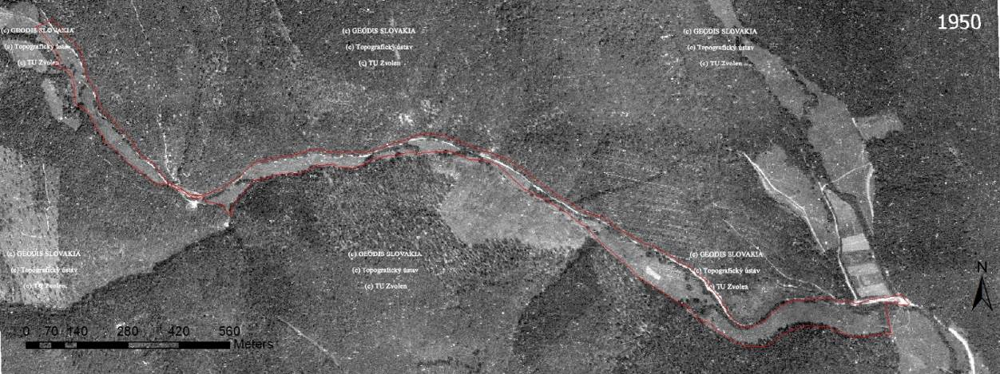 1950
(c) GEODIS SLOVAKIA
(c) Topografický ústav
(c) TU Zvolen
(c) GEODIS SLOVAKIA
(c) Topografický ústav
(c) TU Zvolen
(c) GEODIS SLOVAKIA
(c) Topografický ústav
(c) TU Zvolen
(c) GEODIS SLOVAKIA
(c) Topografický ústav
(c) TU Zvolen
(c) GEODIS SLOVAKIA
(c) Topografický ústav
(c) TU Zvolen
(c) GEODIS SLOVAKIA
(c) Topografický ústav
(c) TU Zvolen
N
0 70 140 280 420 560
Meters